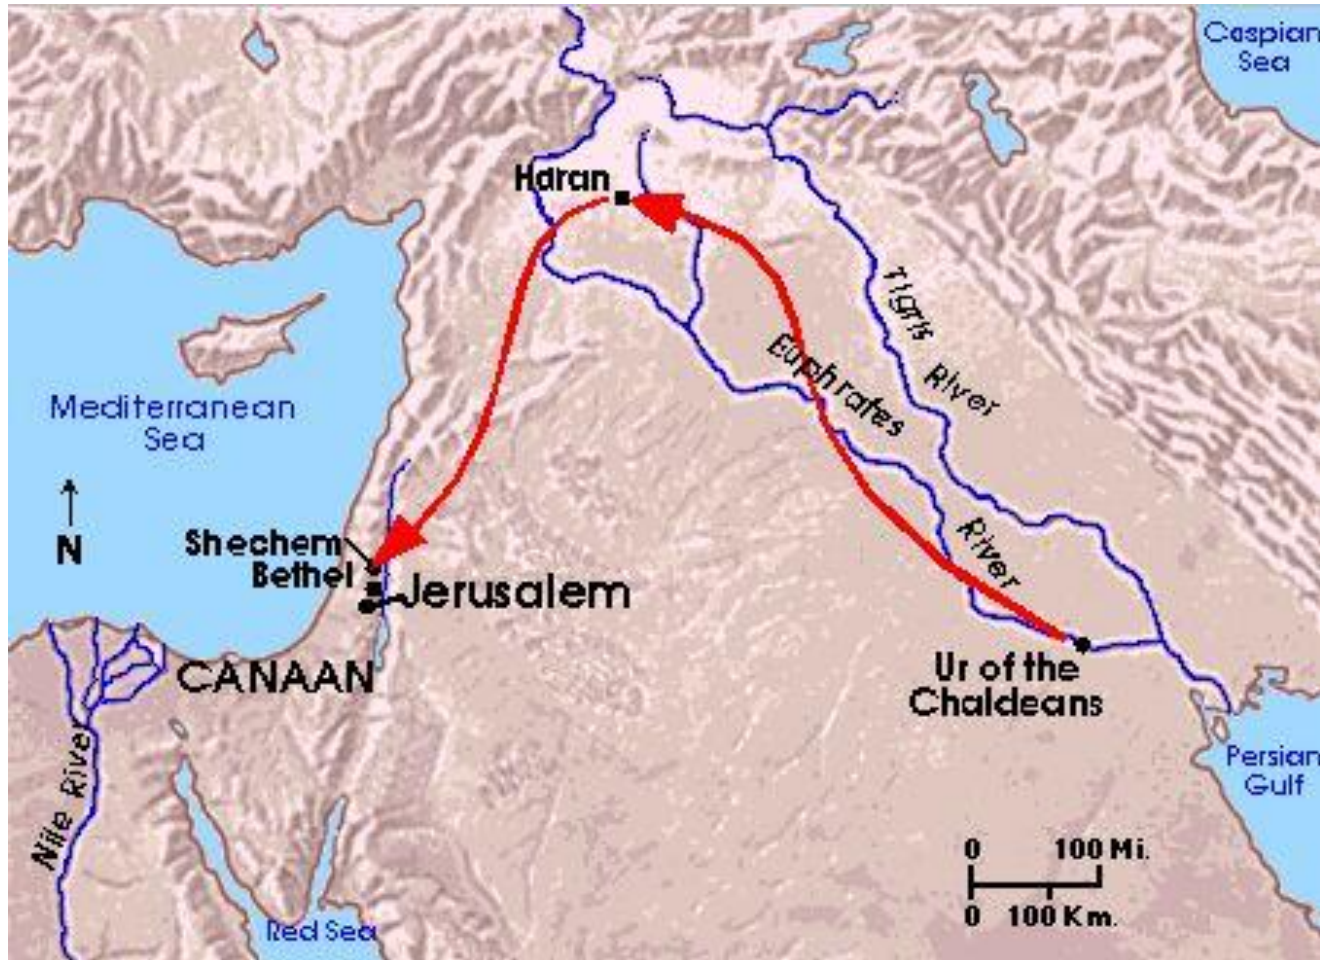 Caspian
Sea
Haran
Tigris River
Euphrates River
Mediterranean
Sea
N
Shechem
Bethel
Jerusalem
CANAAN
Ur of the
Chaldeans
Nile River
Persian
Gulf
Red Sea
0 100 Mi.
0 100 Km.